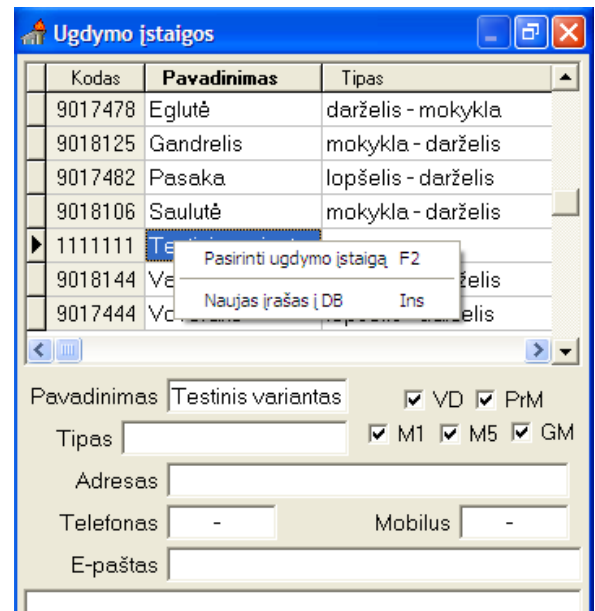 Ugdymo įstaigos
Kodas Pavadinimas Tipas
9017478 Eglutė darželis - mokykla
9018125 Gandrelis mokykla - darželis
9017482 Pasaka lopšelis - darželis
9018106 Saulutė mokykla - darželis
1111111
Pasirinti ugdymo įstaigą F2
9018144
Naujas įrašas į DB Ins
9017444
Pavadinimas Testinis variantas VD PrM
Tipas M1 M5 GM
Adresas
Telefonas - Mobilus -
E-paštas